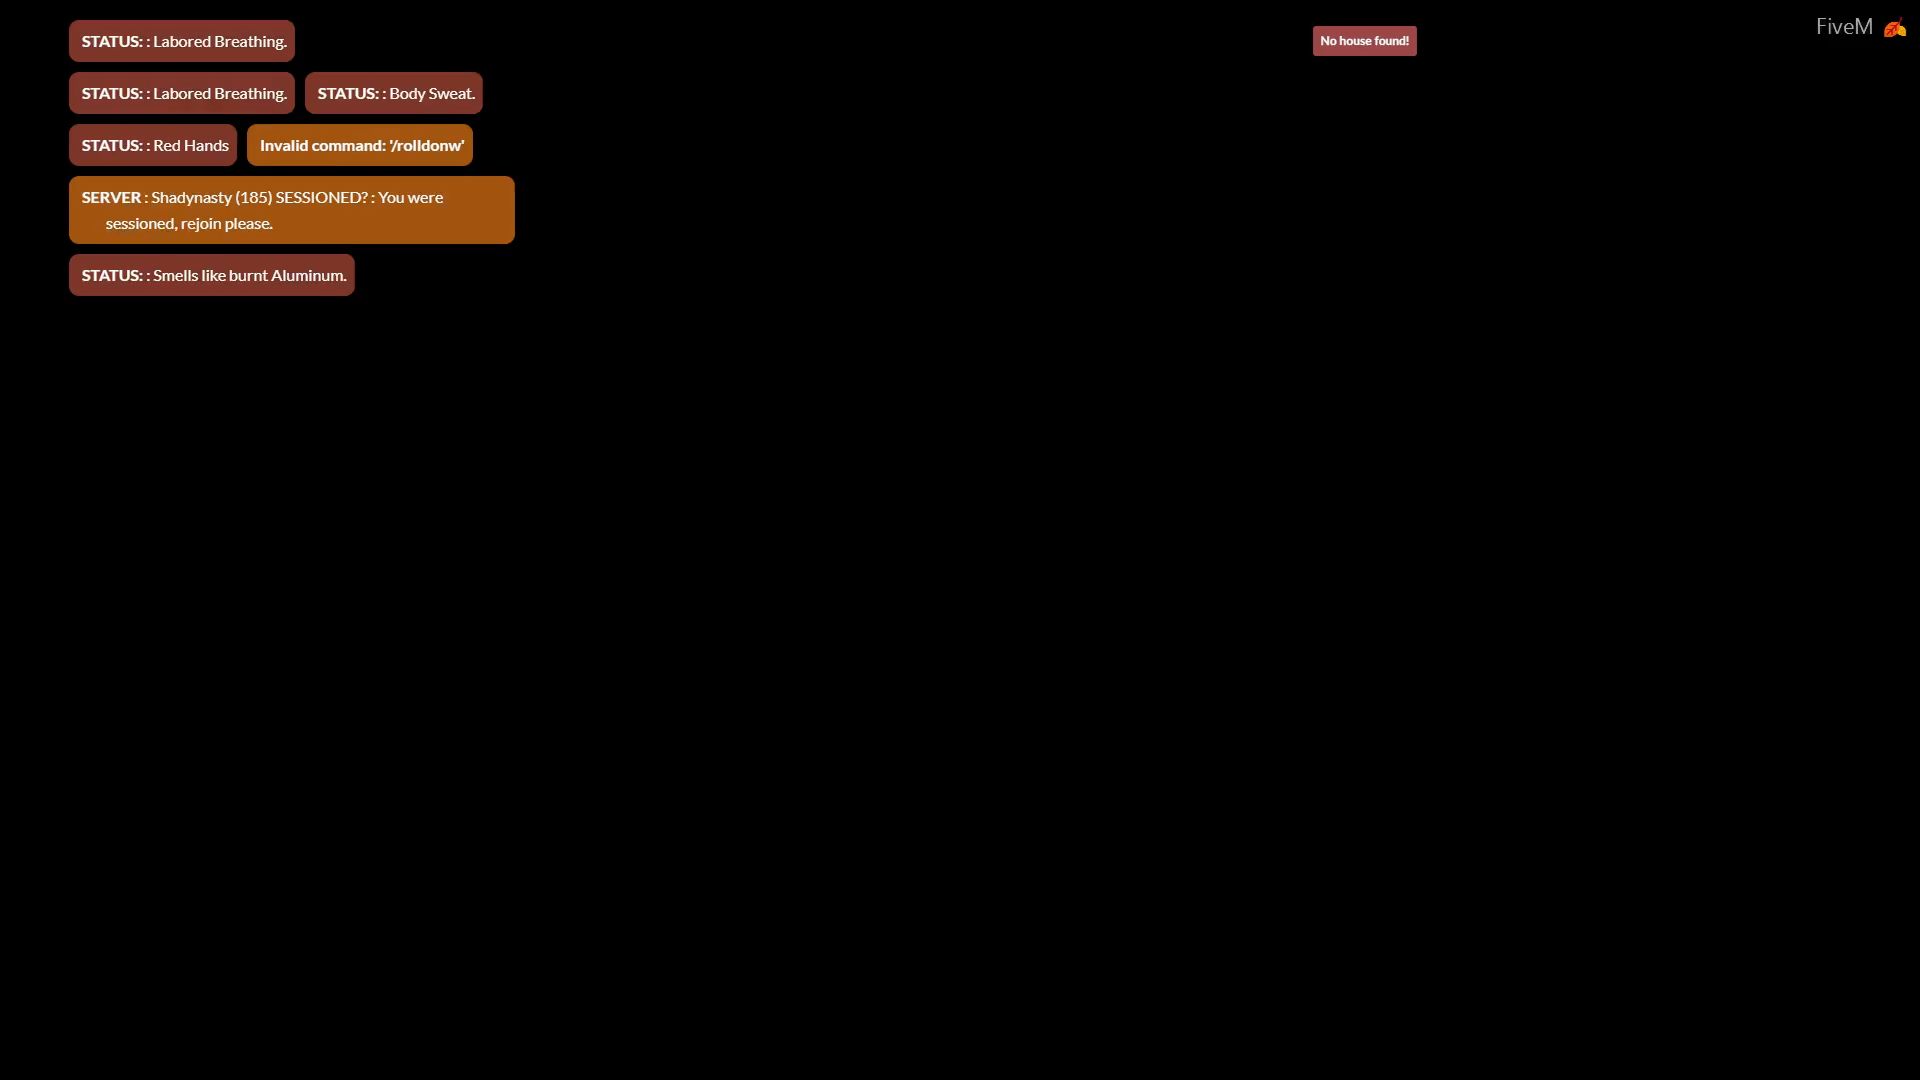 STATUS: : Labored Breathing.
No house found!
FiveM
STATUS: : Labored Breathing.
STATUS: : Body Sweat.
STATUS: : Red Hands
Invalid command: '/rolldonw'
SERVER : Shadynasty (185) SESSIONED? : You were
sessioned, rejoin please.
STATUS: : Smells like burnt Aluminum.